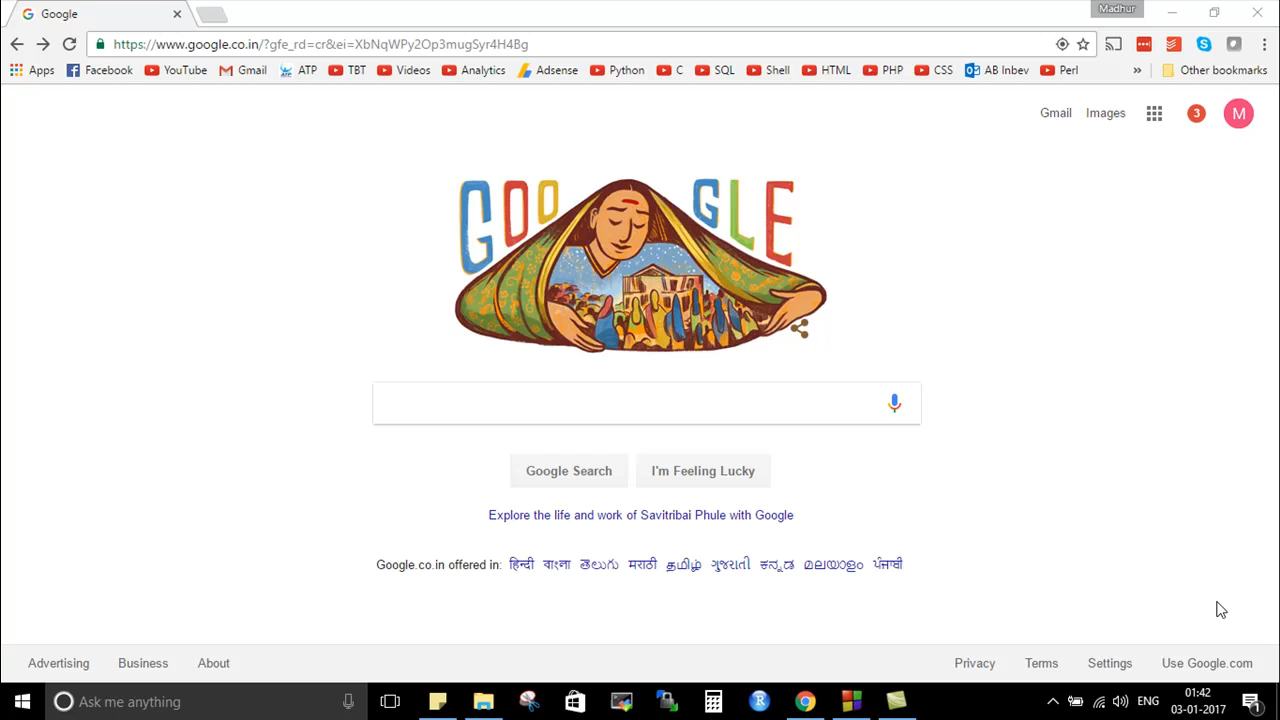 Google
Madhur
https://www.google.co.in/?gfe_rd=cr&ei=XbNqWPy2Op3mugSyr4H4Bg
Apps Facebook YouTube Gmail ATP TBT Videos Analytics Adsense Python C SQL Shell HTML PHP CSS AB Inbev Perl » Other bookmarks
Gmail Images 3 M
GOOGLE
Google Search I'm Feeling Lucky
Explore the life and work of Savitribai Phule with Google
Google.co.in offered in: हिन्दी বাংলা తెలుగు मराठी தமிழ் ગુજરાતી ಕನ್ನಡ മലയാളം ਪੰਜਾਬੀ
Advertising Business About Privacy Terms Settings Use Google.com
Ask me anything ENG 01:42
03-01-2017 1